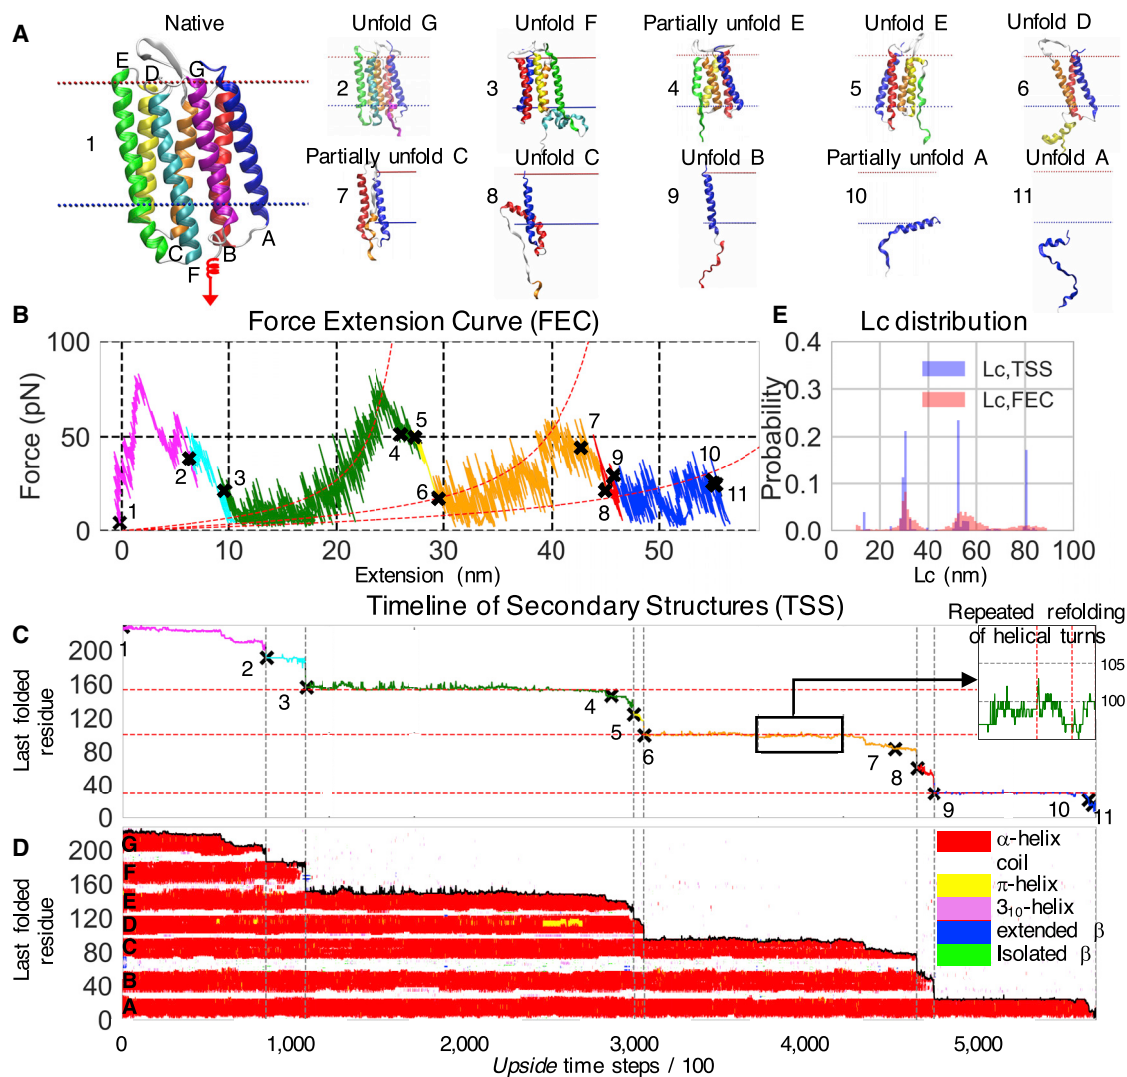 A
Native
Unfold G
Unfold F
Partially unfold E
Unfold E
Unfold D
E
D
G
1
2
3
4
5
6
C
F
B
A
Partially unfold C
Unfold C
Unfold B
Partially unfold A
Unfold A
7
8
9
10
11
B
Force Extension Curve (FEC)
Force (pN)
100
50
0
1
2
3
4
5
6
7
8
9
10
11
0
10
20
30
40
50
Extension (nm)
E
Lc distribution
Probability
0.4
0.3
0.2
0.1
0.0
Lc,TSS
Lc,FEC
0
20
40
60
80
100
Lc (nm)
Timeline of Secondary Structures (TSS)
C
Last folded
residue
200
160
120
80
40
0
1
2
3
4
5
6
7
8
9
10
11
Repeated refolding
of helical turns
105
100
D
Last folded
residue
200
160
120
80
40
0
G
F
E
D
C
B
A
α-helix
coil
π-helix
3₁₀-helix
extended β
Isolated β
0
1,000
2,000
3,000
4,000
5,000
Upside time steps / 100